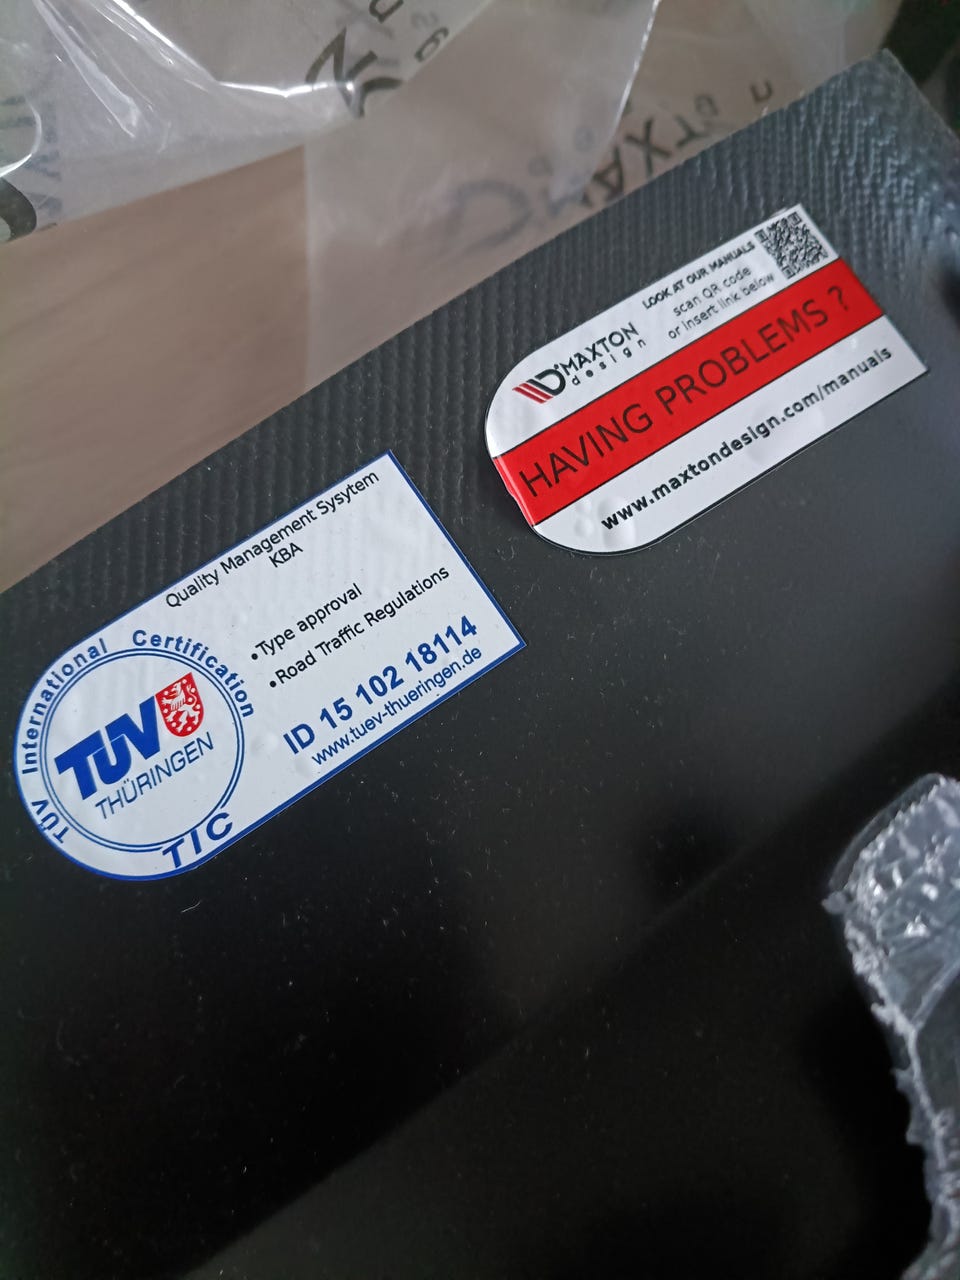 MAXTON
design
LOOK AT OUR MANUALS
scan QR code
or insert link below
HAVING PROBLEMS ?
www.maxtondesign.com/manuals
Quality Management Sysytem
KBA
•Type approval
•Road Traffic Regulations
ID 15 102 18114
www.tuev-thueringen.de
TÜV International Certification
TÜV
THÜRINGEN
TIC